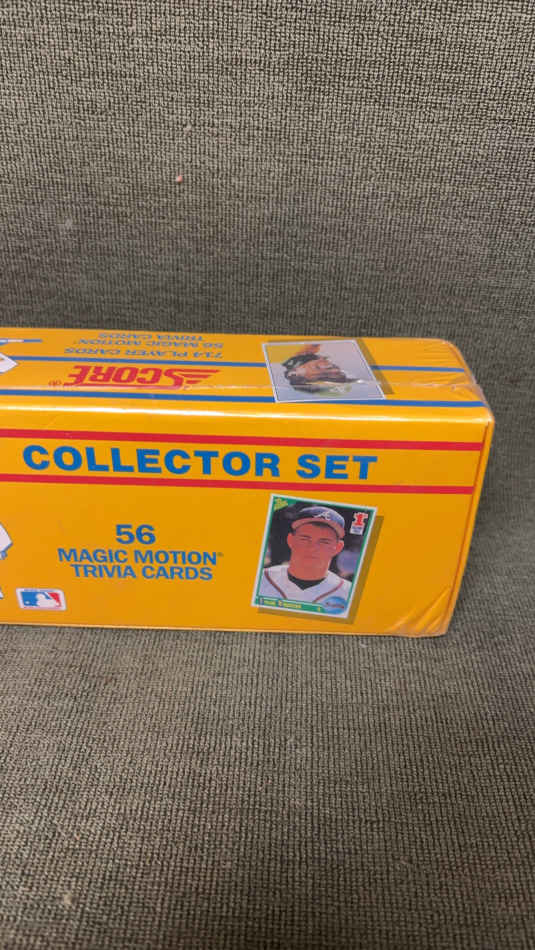 714 PLAYER CARDS
56 MAGIC MOTION®
TRIVIA CARDS
SCORE
COLLECTOR SET
56
MAGIC MOTION®
TRIVIA CARDS